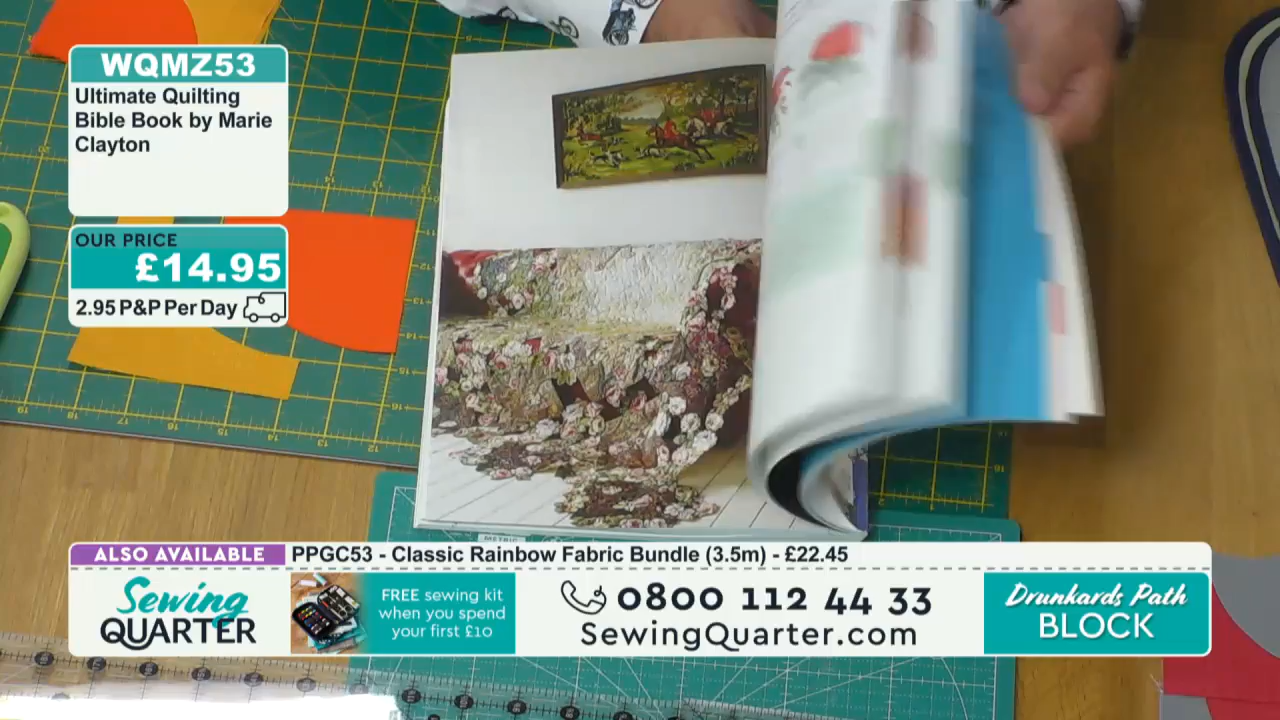 WQMZ53
Ultimate Quilting
Bible Book by Marie
Clayton
OUR PRICE
£14.95
2.95 P&P Per Day
ALSO AVAILABLE
PPGC53 - Classic Rainbow Fabric Bundle (3.5m) - £22.45
Sewing
QUARTER
FREE sewing kit
when you spend
your first £10
0800 112 44 33
SewingQuarter.com
Drunkards Path
BLOCK